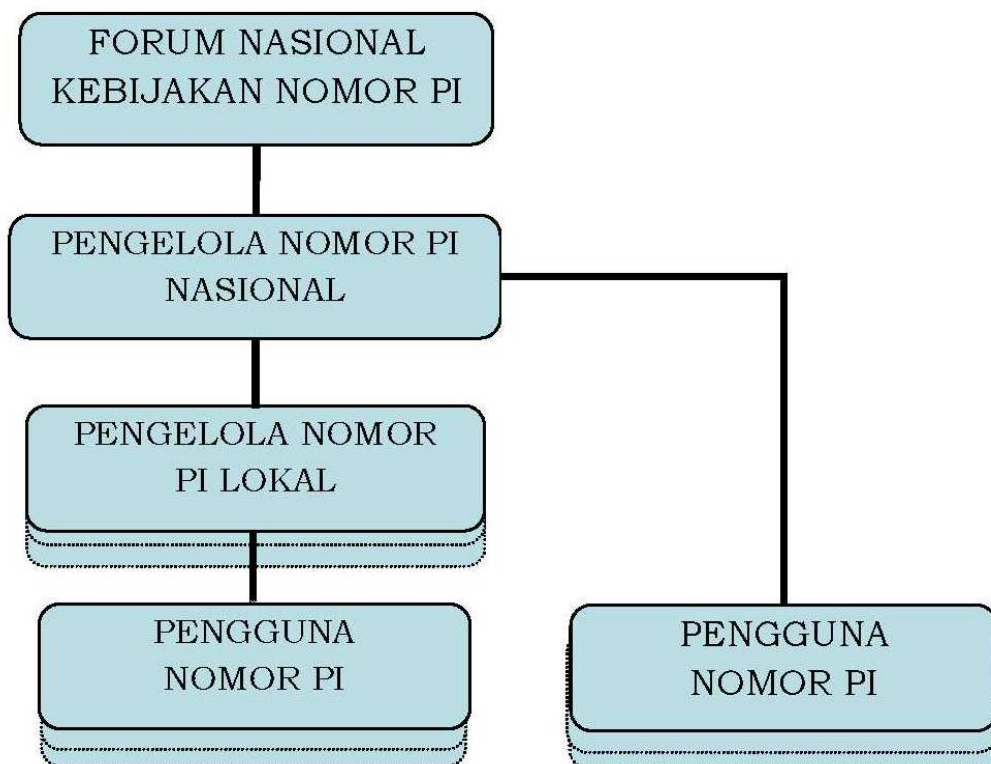 FORUM NASIONAL
KEBIJAKAN NOMOR PI
PENGELOLA NOMOR PI
NASIONAL
PENGELOLA NOMOR
PI LOKAL
PENGGUNA
NOMOR PI
PENGGUNA
NOMOR PI